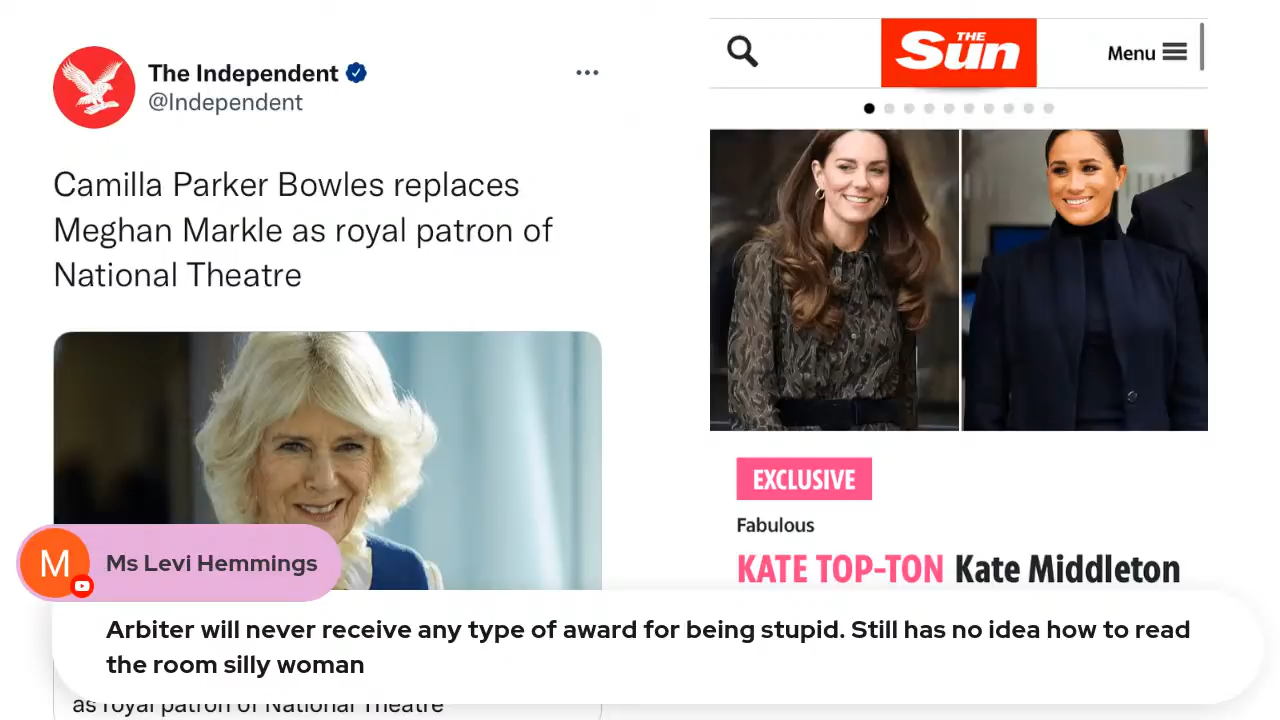 The Independent
@Independent
Camilla Parker Bowles replaces
Meghan Markle as royal patron of
National Theatre
THE
Sun
Menu
EXCLUSIVE
Fabulous
KATE TOP-TON Kate Middleton
M
Ms Levi Hemmings
Arbiter will never receive any type of award for being stupid. Still has no idea how to read
the room silly woman
as royal patron of National Theatre